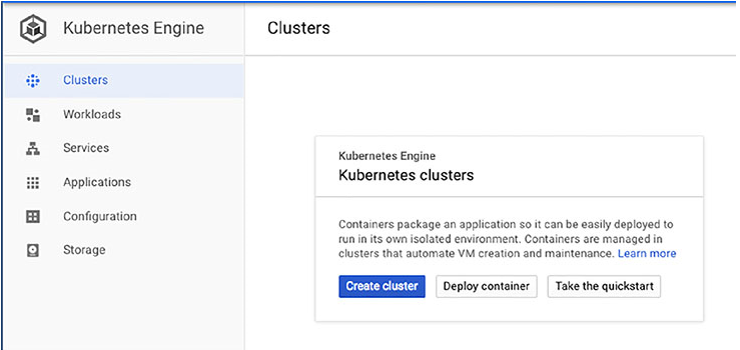 Kubernetes Engine
Clusters
Clusters
Workloads
Services
Applications
Configuration
Storage
Kubernetes Engine
Kubernetes clusters
Containers package an application so it can be easily deployed to
run in its own isolated environment. Containers are managed in
clusters that automate VM creation and maintenance. Learn more
Create cluster Deploy container Take the quickstart